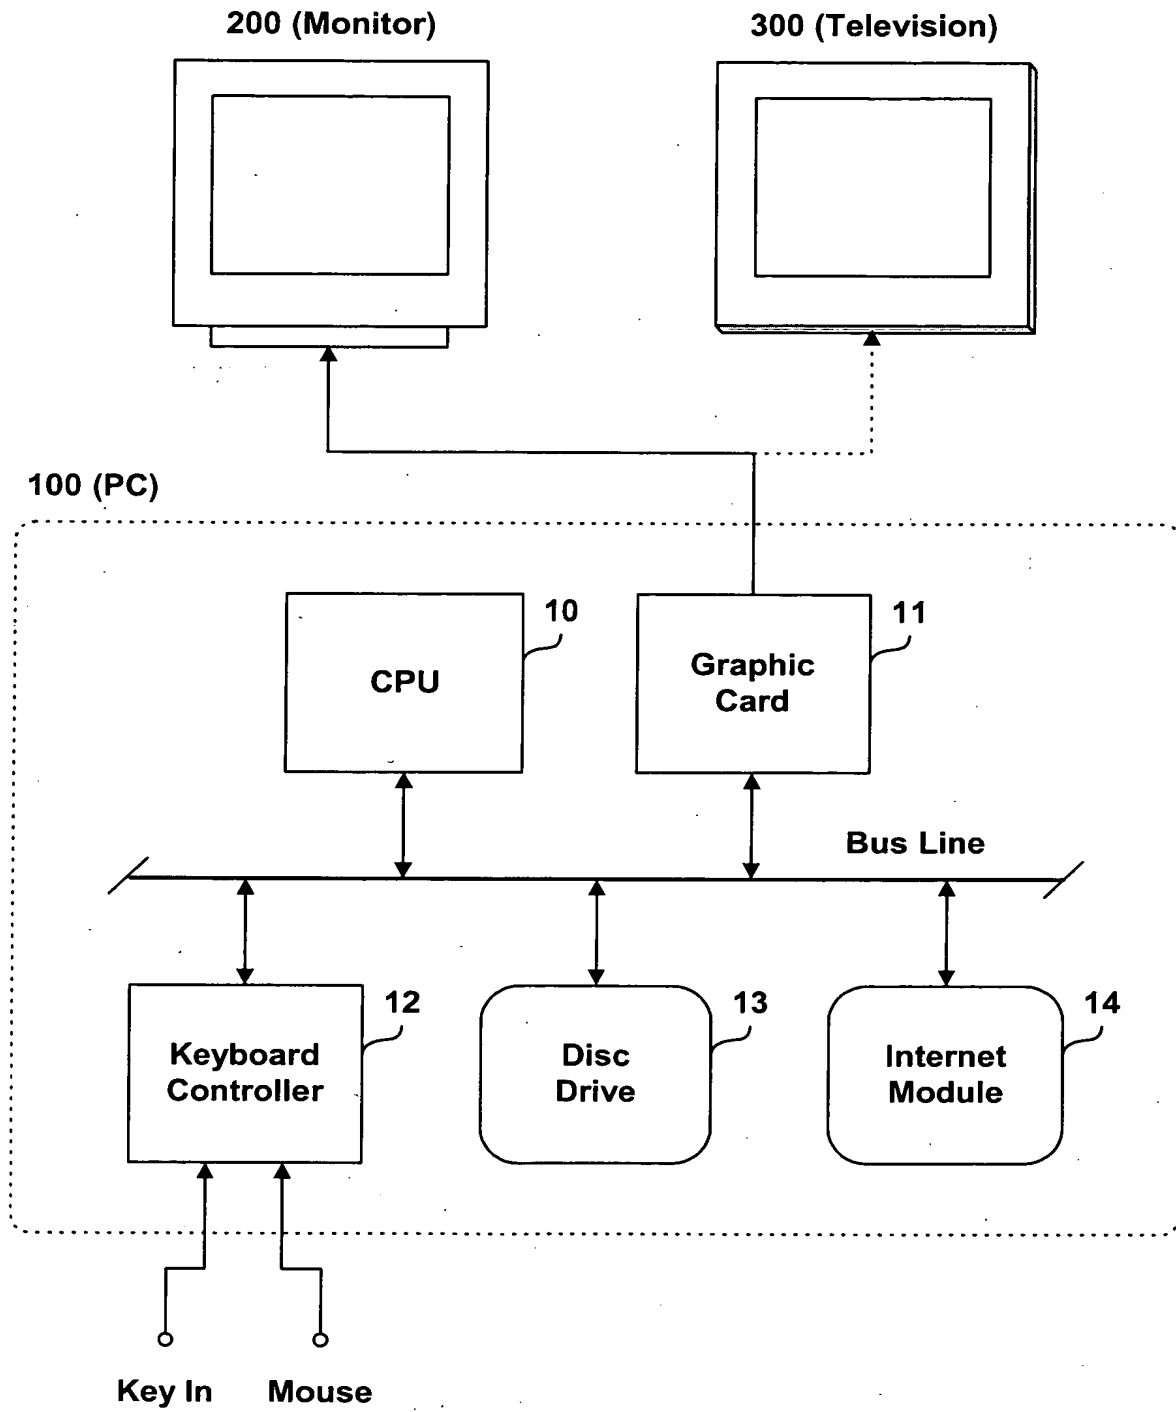 200 (Monitor)
300 (Television)
100 (PC)
10
CPU
11
Graphic
Card
Bus Line
12
Keyboard
Controller
13
Disc
Drive
14
Internet
Module
Key In
Mouse